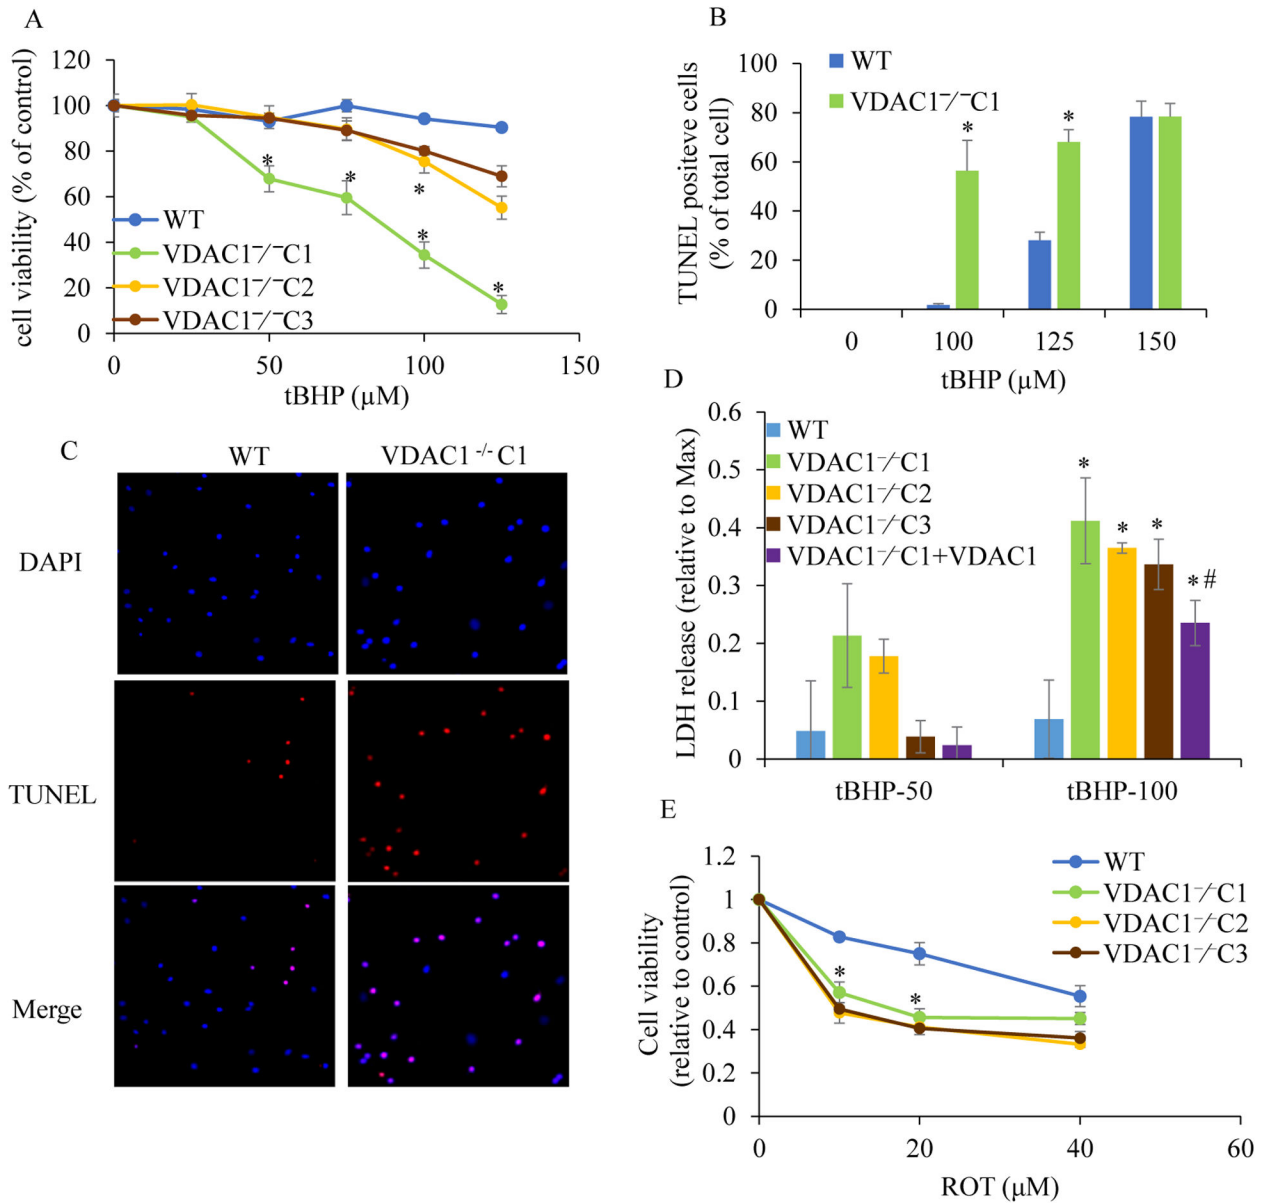 A
cell viability (% of control)
120
100
80
60
40
20
0
*
*
*
*
*
WT
VDAC1⁻/⁻C1
VDAC1⁻/⁻C2
VDAC1⁻/⁻C3
0
50
100
150
tBHP (µM)
B
TUNEL positeve cells
(% of total cell)
100
80
60
40
20
0
WT
VDAC1⁻/⁻C1
*
*
0
100
125
150
tBHP (µM)
C
WT
VDAC1 -/- C1
DAPI
TUNEL
Merge
D
LDH release (relative to Max)
0.6
0.5
0.4
0.3
0.2
0.1
0
WT
VDAC1⁻/⁻C1
VDAC1⁻/⁻C2
VDAC1⁻/⁻C3
VDAC1⁻/⁻C1+VDAC1
*
*
*
*#
tBHP-50
tBHP-100
E
Cell viability
(relative to control)
1.2
1
0.8
0.6
0.4
0.2
0
WT
VDAC1⁻/⁻C1
VDAC1⁻/⁻C2
VDAC1⁻/⁻C3
*
*
0
20
40
60
ROT (µM)